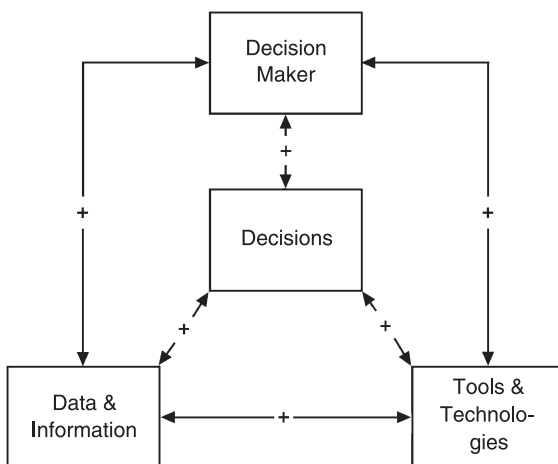 Decision
Maker
+
Decisions
+
+
+
+
Data &
Information
+
Tools &
Technolo-
gies